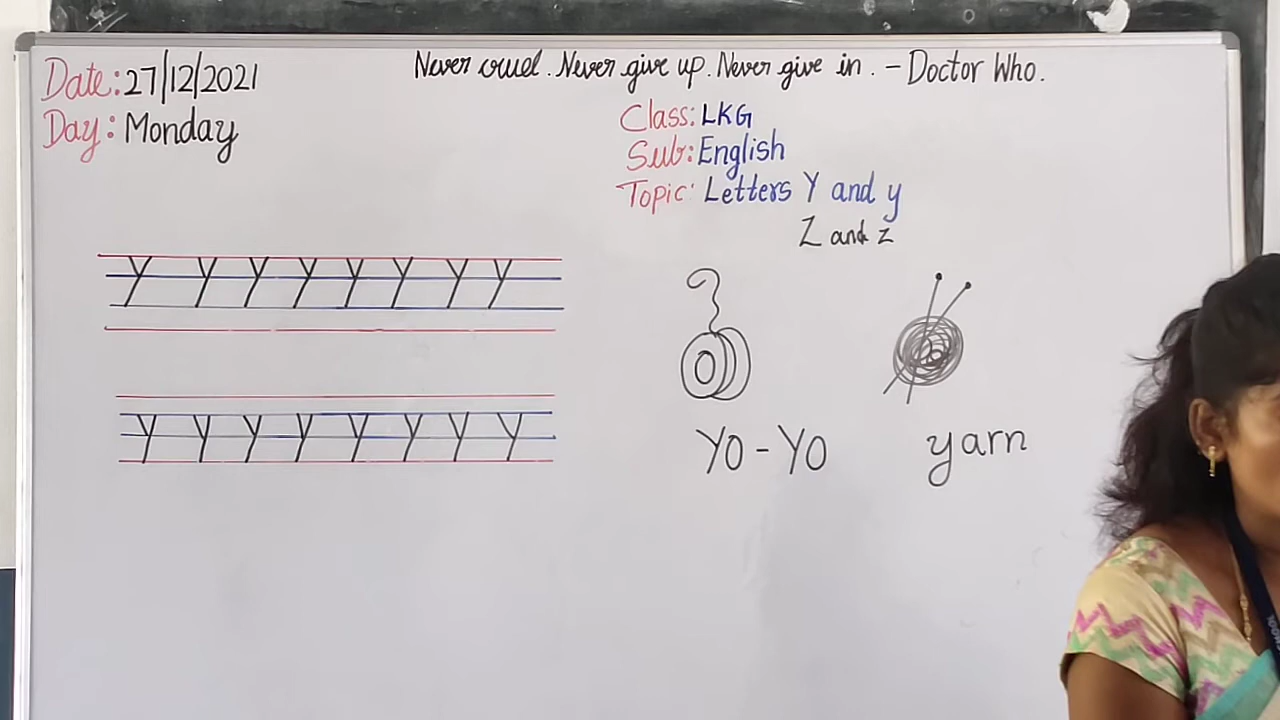 Date: 27/12/2021
Never cruel. Never give up. Never give in. - Doctor Who.
Day: Monday
Class: LKG
Sub: English
Topic: Letters Y and y
Z and z
Y Y Y Y Y Y Y Y
Y Y Y Y Y Y Y Y
YO-YO
yarn